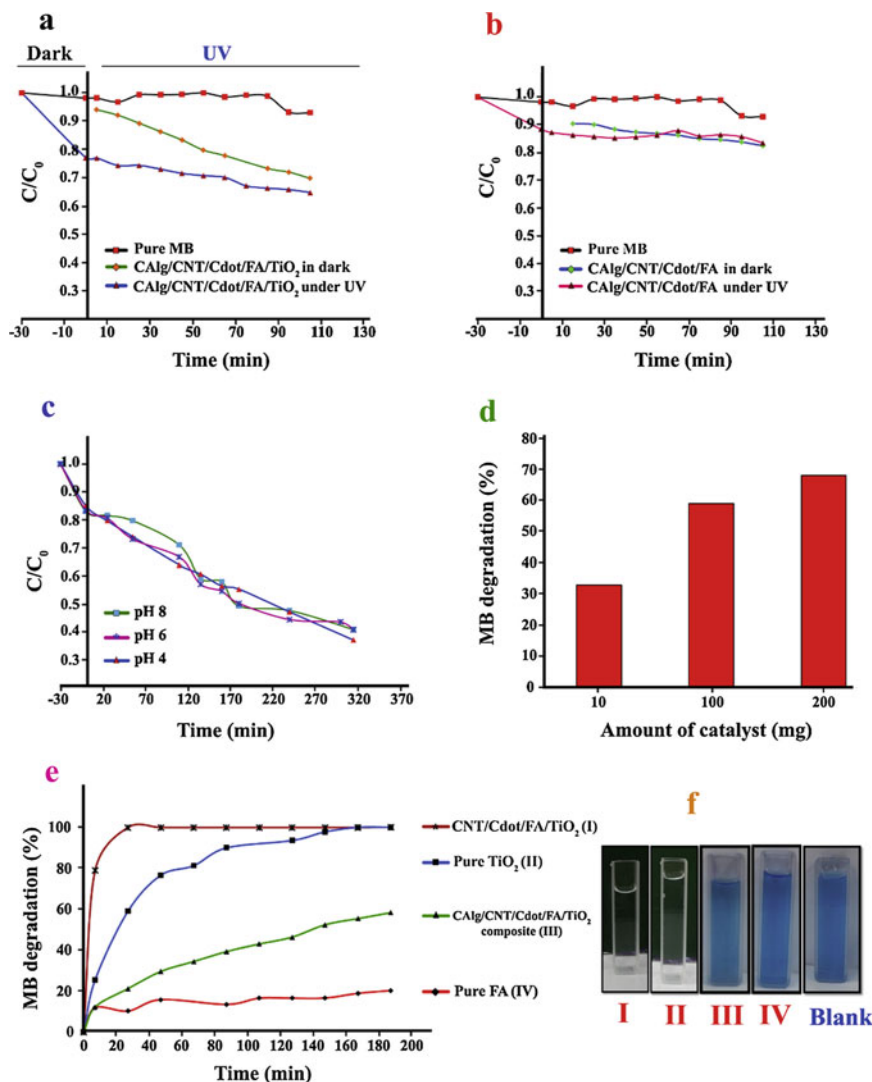 a
b
Dark UV
C/C0
1.0
0.9
0.8
0.7
0.6
0.5
0.4
0.3
Pure MB
CAlg/CNT/Cdot/FA/TiO2 in dark
CAlg/CNT/Cdot/FA/TiO2 under UV
-30 -10 10 30 50 70 90 110 130
Time (min)
C/C0
1.0
0.9
0.8
0.7
0.6
0.5
0.4
0.3
Pure MB
CAlg/CNT/Cdot/FA in dark
CAlg/CNT/Cdot/FA under UV
-30 -10 10 30 50 70 90 110 130
Time (min)
c
C/C0
1.0
0.9
0.8
0.7
0.6
0.5
0.4
0.3
pH 8
pH 6
pH 4
-30 20 70 120 170 220 270 320 370
Time (min)
d
MB degradation (%)
80
70
60
50
40
30
20
10
0
10 100 200
Amount of catalyst (mg)
e
MB degradation (%)
100
80
60
40
20
0
CNT/Cdot/FA/TiO2 (I)
Pure TiO2 (II)
CAlg/CNT/Cdot/FA/TiO2
composite (III)
Pure FA (IV)
0 20 40 60 80 100 120 140 160 180 200
Time (min)
f
I II III IV Blank